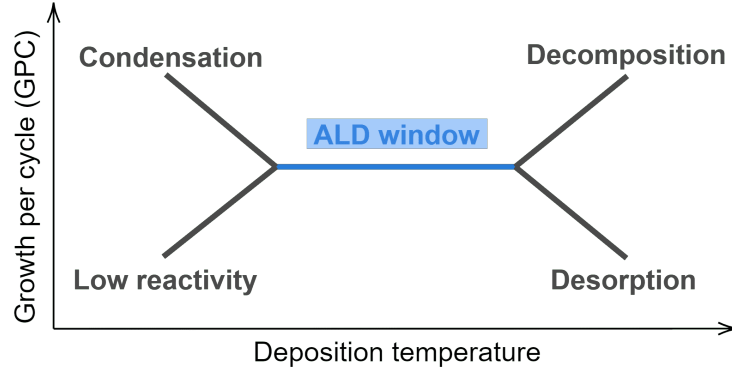 Growth per cycle (GPC)
Condensation
Decomposition
ALD window
Low reactivity
Desorption
Deposition temperature